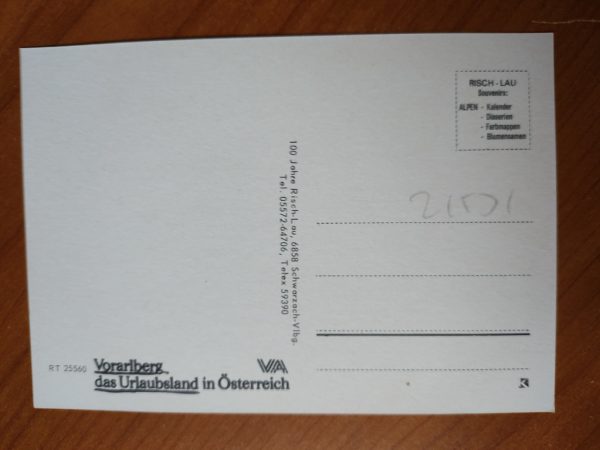 RISCH - LAU
Souvenirs:
ALPEN - Kalender
- Diaserien
- Farbmappen
- Blumensamen
100 Jahre Risch-Lau, 6858 Schwarzach-Vlbg.
Tel. 05572-64706, Telex 59390
RT 25560
Vorarlberg
das Urlaubsland in Österreich
VA